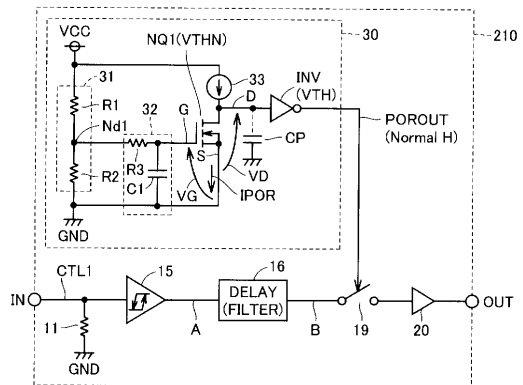 30
210
VCC
NQ1(VTHN)
31
33
INV
(VTH)
R1
D
Nd1
32
G
POROUT
(Normal H)
R3
S
CP
R2
C1
VD
VG
IPOR
GND
CTL1
15
16
IN
DELAY
(FILTER)
OUT
11
A
B
19
20
GND